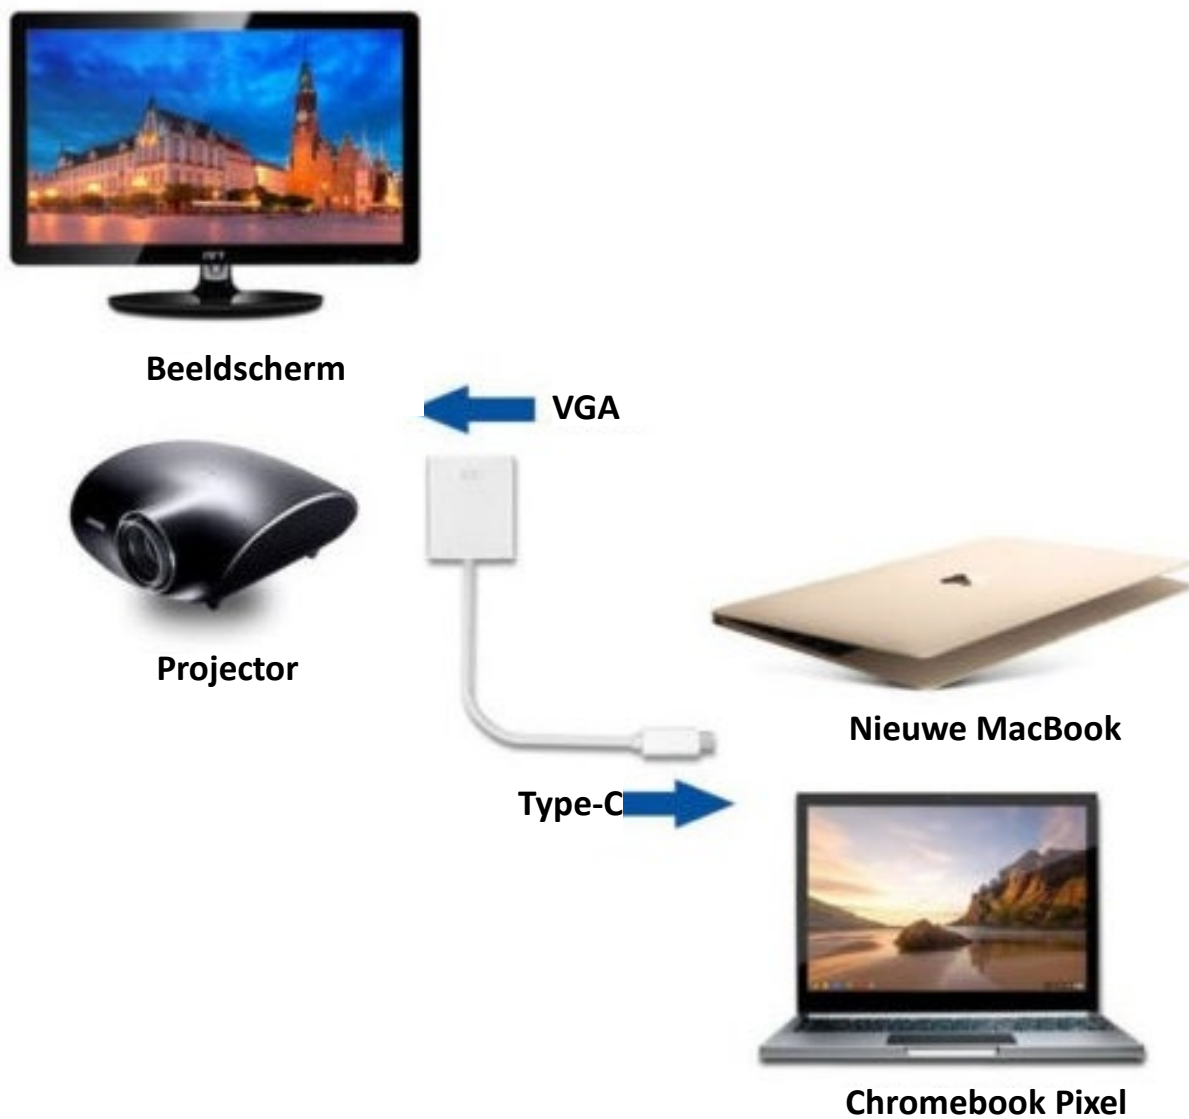 Beeldscherm
VGA
Projector
Nieuwe MacBook
Type-C
Chromebook Pixel